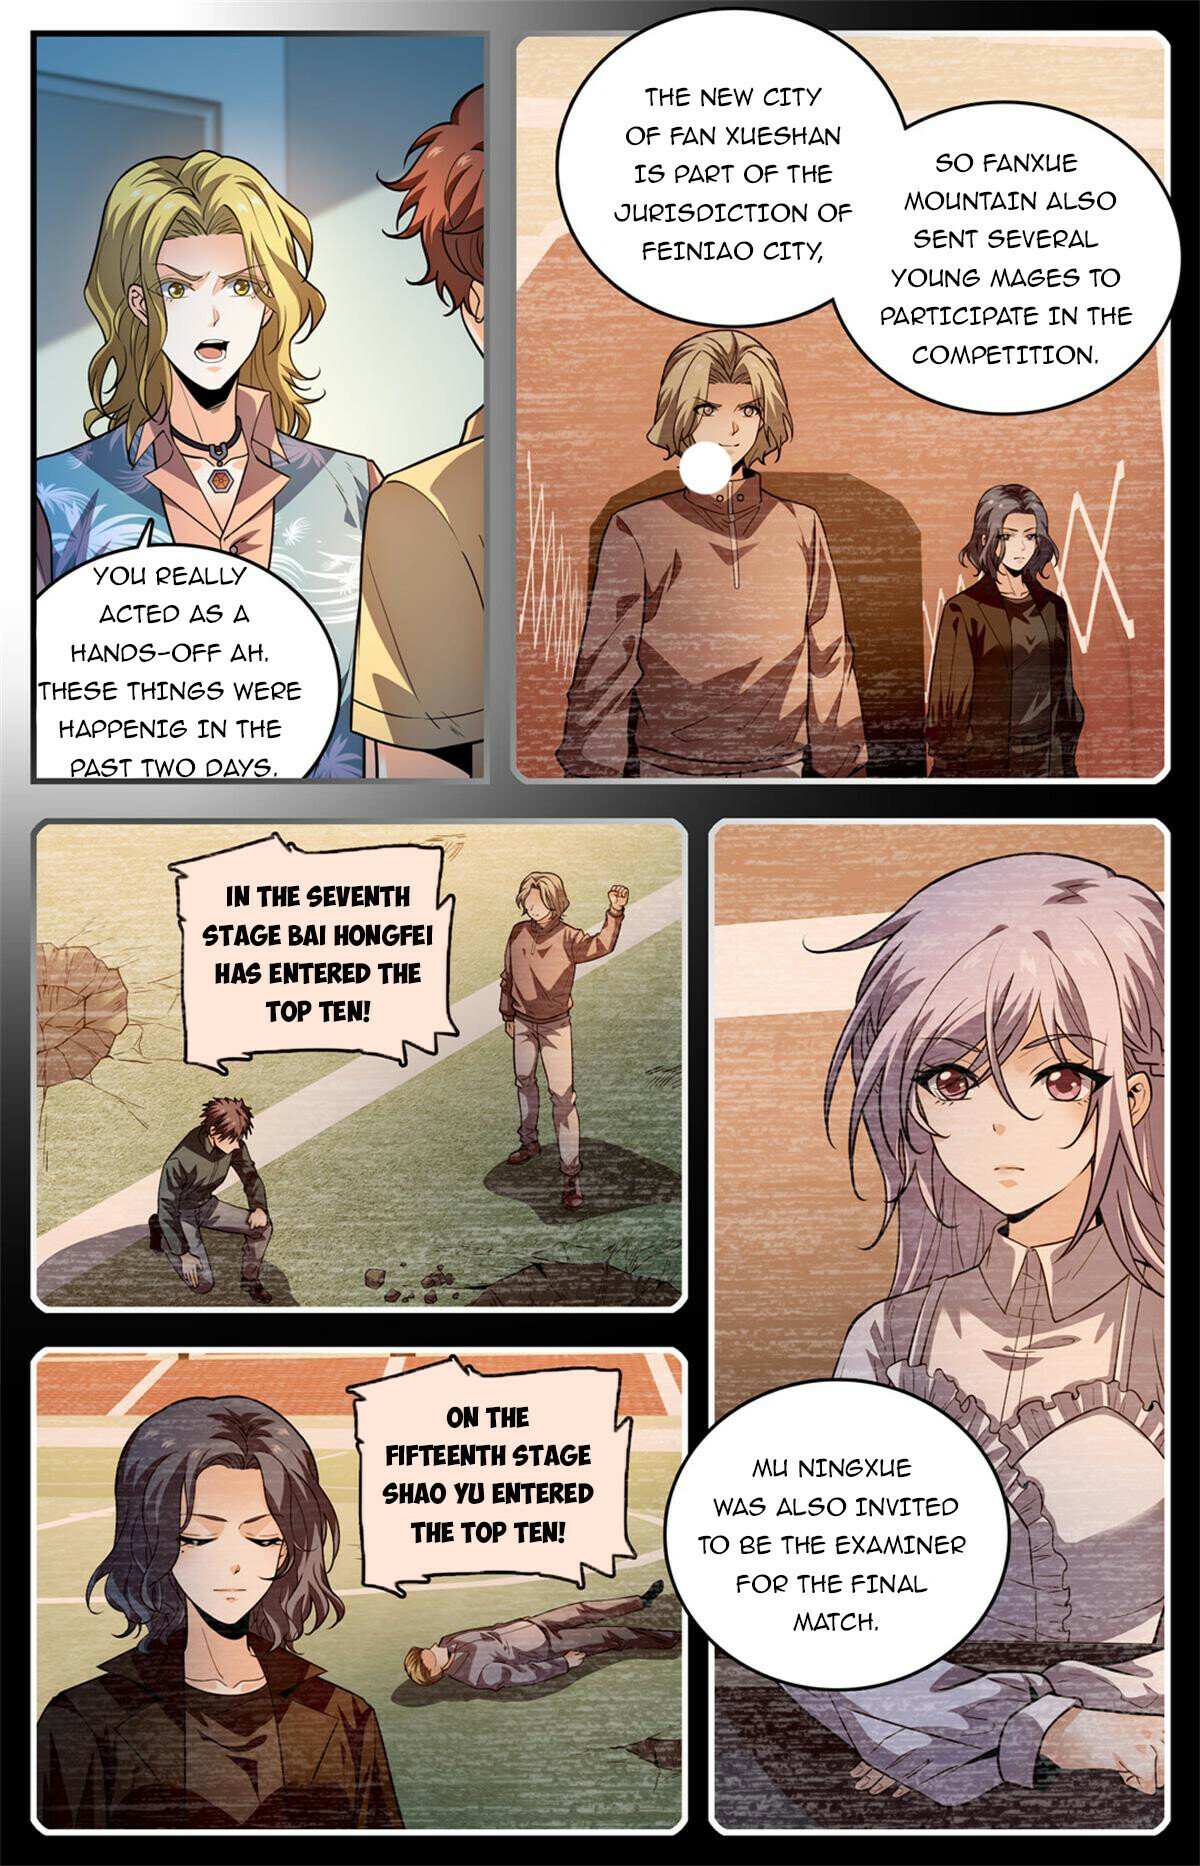 YOU REALLY
ACTED AS A
HANDS-OFF AH.
THESE THINGS WERE
HAPPENIG IN THE
PAST TWO DAYS.
THE NEW CITY
OF FAN XUESHAN
IS PART OF THE
JURISDICTION OF
FEINIAO CITY,
SO FANXUE
MOUNTAIN ALSO
SENT SEVERAL
YOUNG MAGES TO
PARTICIPATE IN THE
COMPETITION.
IN THE SEVENTH
STAGE BAI HONGFEI
HAS ENTERED THE
TOP TEN!
ON THE
FIFTEENTH STAGE
SHAO YU ENTERED
THE TOP TEN!
MU NINGXUE
WAS ALSO INVITED
TO BE THE EXAMINER
FOR THE FINAL
MATCH.